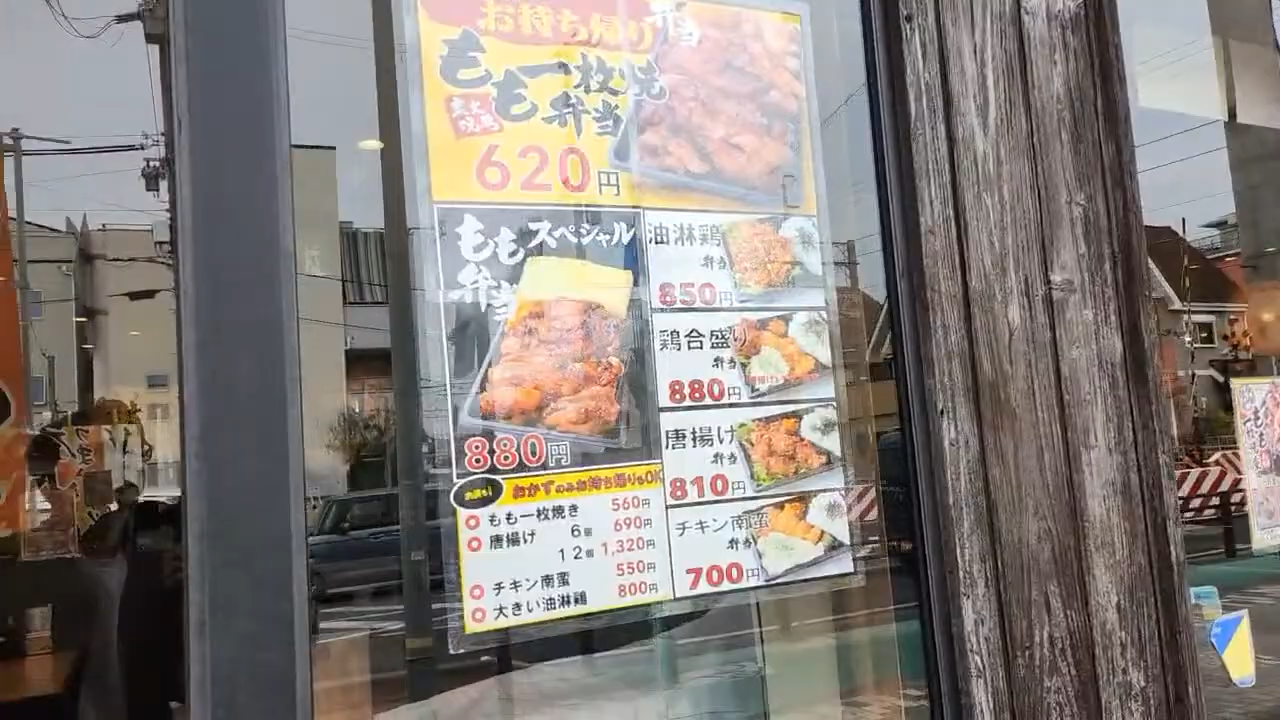 お持ち帰り弁当
もも一枚焼
弁当
620円
ももスペシャル
弁当
880円
油淋鶏
弁当
850円
鶏合盛り
弁当
880円
唐揚げ
弁当
810円
チキン南蛮
弁当
700円
おかずのみお持ち帰りもOK
もも一枚焼き 560円
唐揚げ 6個 690円
12個 1,320円
チキン南蛮 550円
大きい油淋鶏 800円